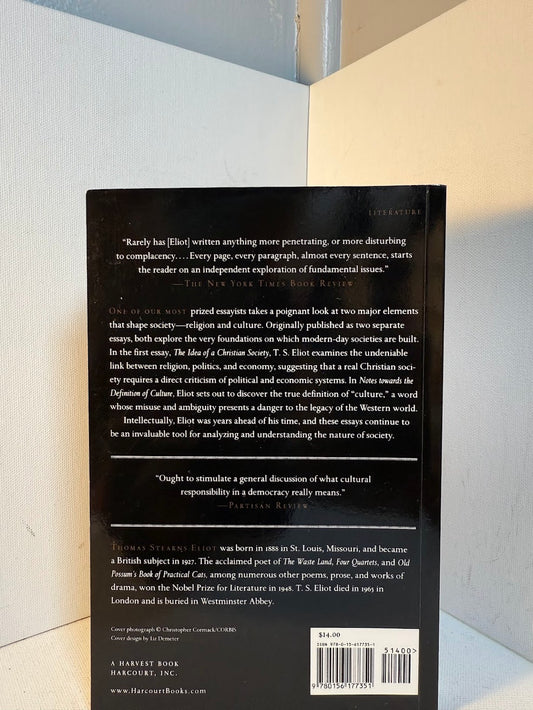 LITERATURE
"Rarely has [Eliot] written anything more penetrating, or more disturbing
to complacency. . . . Every page, every paragraph, almost every sentence, starts
the reader on an independent exploration of fundamental issues."
—THE NEW YORK TIMES BOOK REVIEW
ONE OF OUR MOST prized essayists takes a poignant look at two major elements
that shape society—religion and culture. Originally published as two separate
essays, both explore the very foundations on which modern-day societies are built.
In the first essay, The Idea of a Christian Society, T. S. Eliot examines the undeniable
link between religion, politics, and economy, suggesting that a real Christian soci-
ety requires a direct criticism of political and economic systems. In Notes towards the
Definition of Culture, Eliot sets out to discover the true definition of "culture," a word
whose misuse and ambiguity presents a danger to the legacy of the Western world.
Intellectually, Eliot was years ahead of his time, and these essays continue to
be an invaluable tool for analyzing and understanding the nature of society.
"Ought to stimulate a general discussion of what cultural
responsibility in a democracy really means."
—PARTISAN REVIEW
THOMAS STEARNS ELIOT was born in 1888 in St. Louis, Missouri, and became
a British subject in 1927. The acclaimed poet of The Waste Land, Four Quartets, and Old
Possum's Book of Practical Cats, among numerous other poems, prose, and works of
drama, won the Nobel Prize for Literature in 1948. T. S. Eliot died in 1965 in
London and is buried in Westminster Abbey.
Cover photograph © Christopher Cormack/CORBIS
Cover design by Liz Demeter
A HARVEST BOOK
HARCOURT, INC.
www.HarcourtBooks.com
$14.00
ISBN 978-0-15-617735-1
51400>
9780156177351